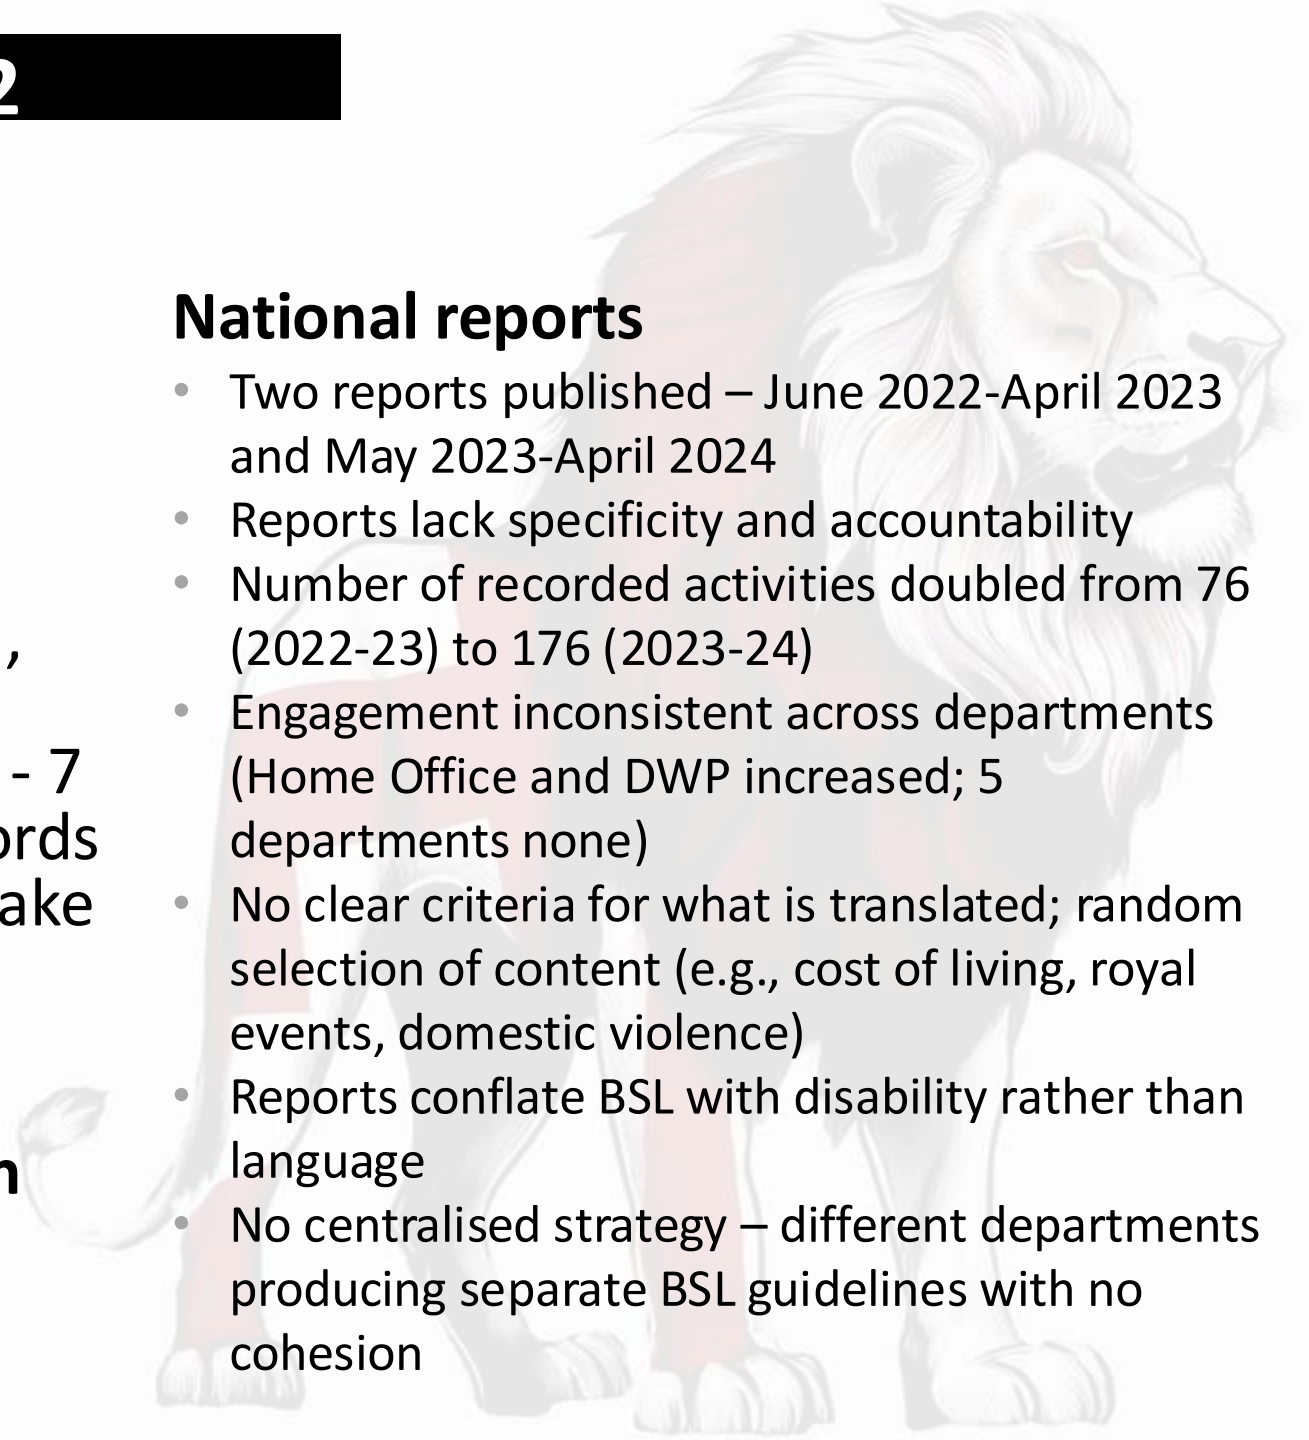 2
National reports
• Two reports published – June 2022-April 2023
and May 2023-April 2024
• Reports lack specificity and accountability
• Number of recorded activities doubled from 76
(2022-23) to 176 (2023-24)
• Engagement inconsistent across departments
(Home Office and DWP increased; 5
departments none)
• No clear criteria for what is translated; random
selection of content (e.g., cost of living, royal
events, domestic violence)
• Reports conflate BSL with disability rather than
language
• No centralised strategy – different departments
producing separate BSL guidelines with no
cohesion
,
- 7